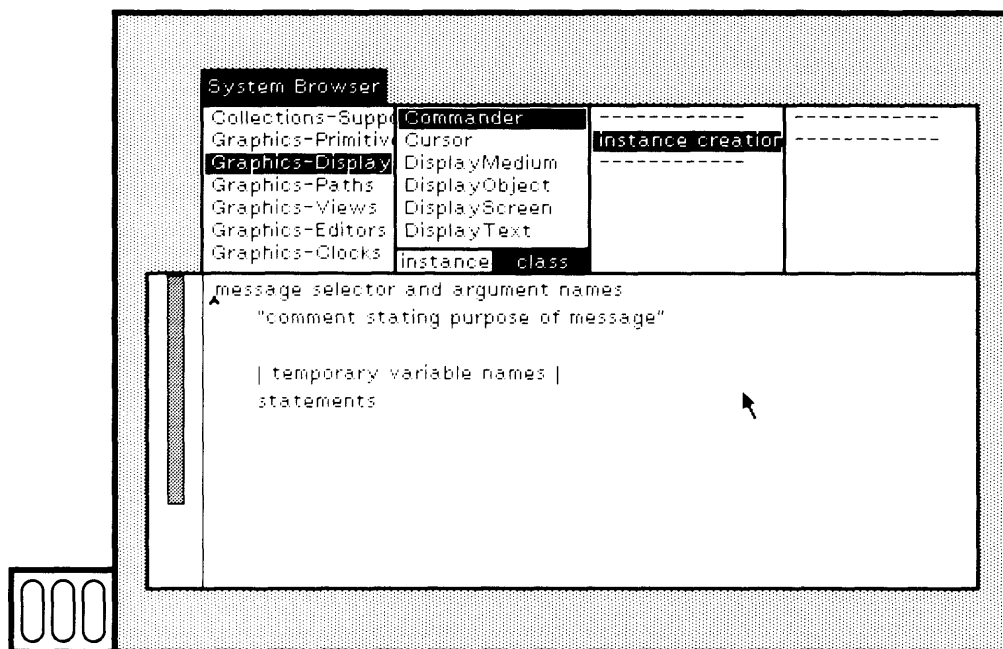 System Browser
Collections-Suppo
Graphics-Primitiv
Graphics-Display
Graphics-Paths
Graphics-Views
Graphics-Editors
Graphics-Clocks
Commander
Cursor
DisplayMedium
DisplayObject
DisplayScreen
DisplayText
instance class
-------------
instance creation
-------------
-------------
-------------
message selector and argument names
"comment stating purpose of message"
| temporary variable names |
statements